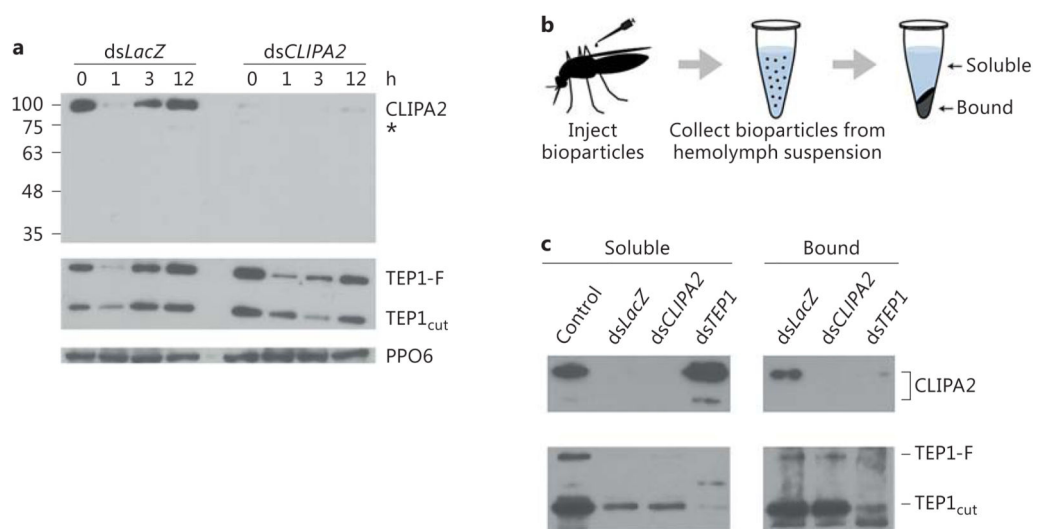 a
dsLacZ dsCLIPA2
0 1 3 12 0 1 3 12 h
100 CLIPA2
75 *
63
48
35
TEP1-F
TEP1cut
PPO6
b
Soluble
Bound
Inject bioparticles
Collect bioparticles from
hemolymph suspension
c
Soluble Bound
Control dsLacZ dsCLIPA2 dsTEP1 dsLacZ dsCLIPA2 dsTEP1
CLIPA2
TEP1-F
TEP1cut